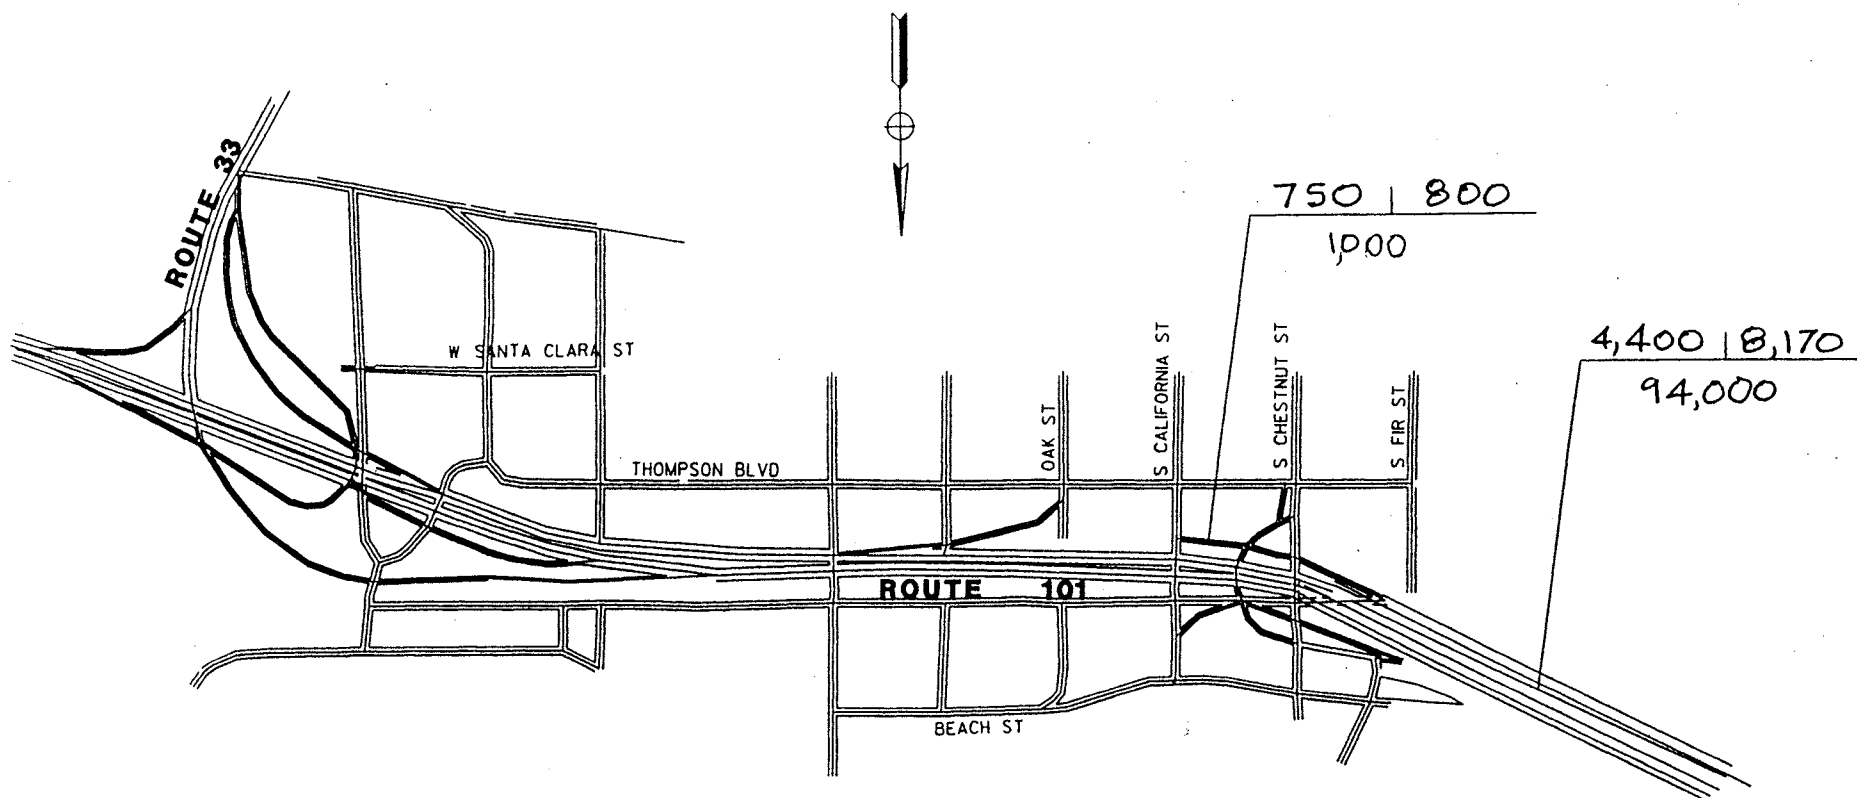 ROUTE 33
750 | 800
1,000
4,400 | 8,170
94,000
W SANTA CLARA ST
THOMPSON BLVD
OAK ST
S CALIFORNIA ST
S CHESTNUT ST
S FIR ST
ROUTE 101
BEACH ST